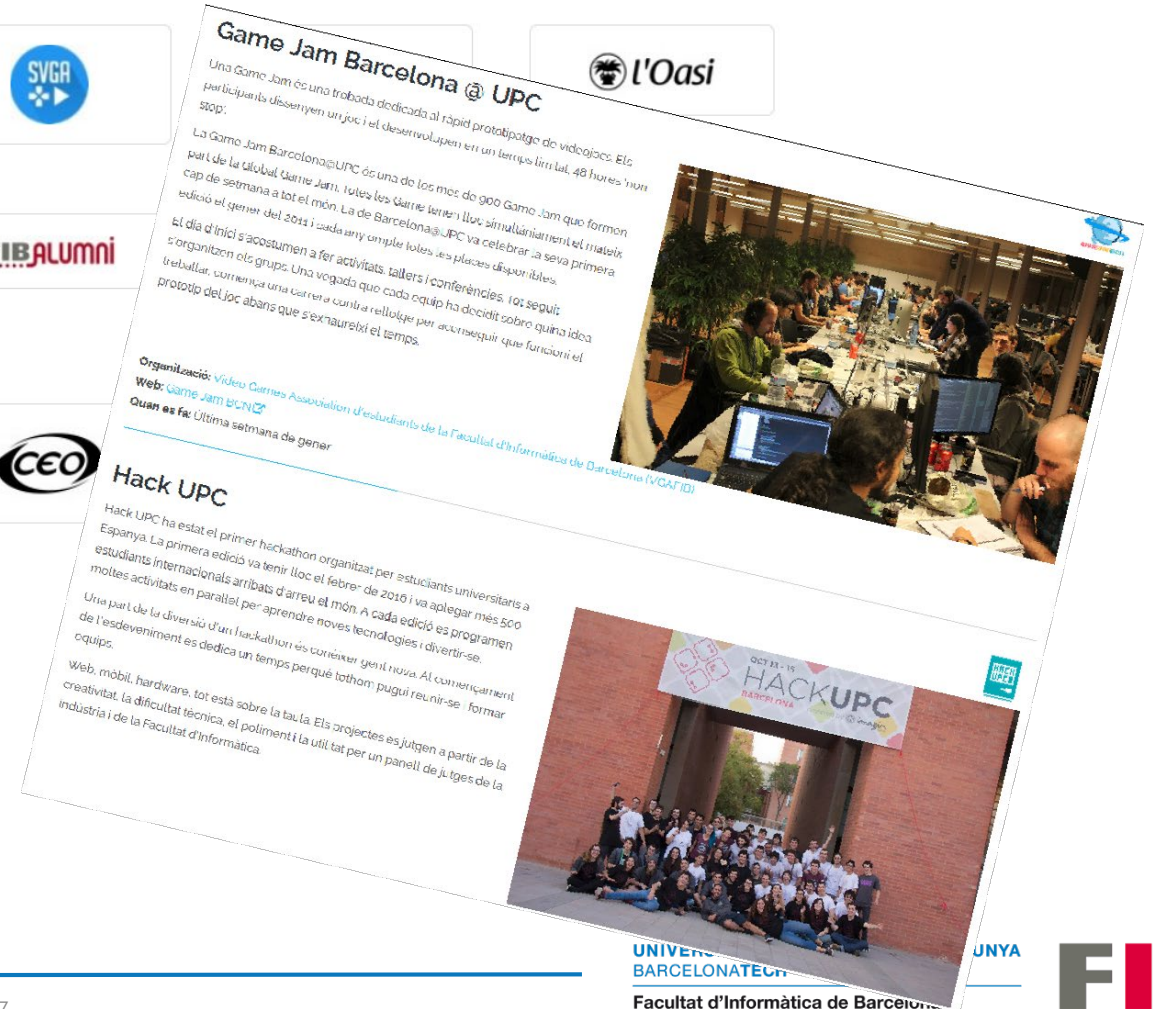 SVGA
l'Oasi
IBALUMNI
CEO
Game Jam Barcelona @ UPC
Una Game Jam és una trobada dedicada al ràpid prototipatge de videojocs. Els
participants dissenyen un joc i el desenvolupen en un temps limitat, 48 hores 'non
stop'.
La Game Jam Barcelona@UPC és una de les més de 900 Game Jam que formen
part de la Global Game Jam. Totes les Game tenen lloc simultàniament el mateix
cap de setmana a tot el món. La de Barcelona@UPC va celebrar la seva primera
edició el gener del 2011 i cada any omple totes les places disponibles.
El dia d'inici s'acostumen a fer activitats, tallers i conferències. Tot seguit
s'organitzen els grups. Una vegada que cada equip ha decidit sobre quina idea
treballar, comença una carrera contra rellotge per aconseguir que funcioni el
prototip del joc abans que s'exhaureixi el temps.
Organització: Video Games Association d'estudiants de la Facultat d'Informàtica de Barcelona (VGAFIB)
Web: Game Jam BCN
Quan es fa: Última setmana de gener
Hack UPC
Hack UPC ha estat el primer hackathon organitzat per estudiants universitaris a
Espanya. La primera edició va tenir lloc el febrer de 2016 i va aplegar més 500
estudiants internacionals arribats d'arreu el món. A cada edició es programen
moltes activitats en paral·lel per aprendre noves tecnologies i divertir-se.
Una part de la diversió d'un hackathon és conèixer gent nova. Al començament
de l'esdeveniment es dedica un temps perquè tothom pugui reunir-se i formar
equips.
Web, mòbil, hardware, tot està sobre la taula. Els projectes es jutgen a partir de la
creativitat, la dificultat tècnica, el poliment i la utilitat per un panell de jutges de la
indústria i de la Facultat d'Informàtica.
HACK
UPC
OCT 13 - 15
HACKUPC
BARCELONA
UNIVERS
UNYA
BARCELONATECH
Facultat d'Informàtica de Barcelona
FI
7